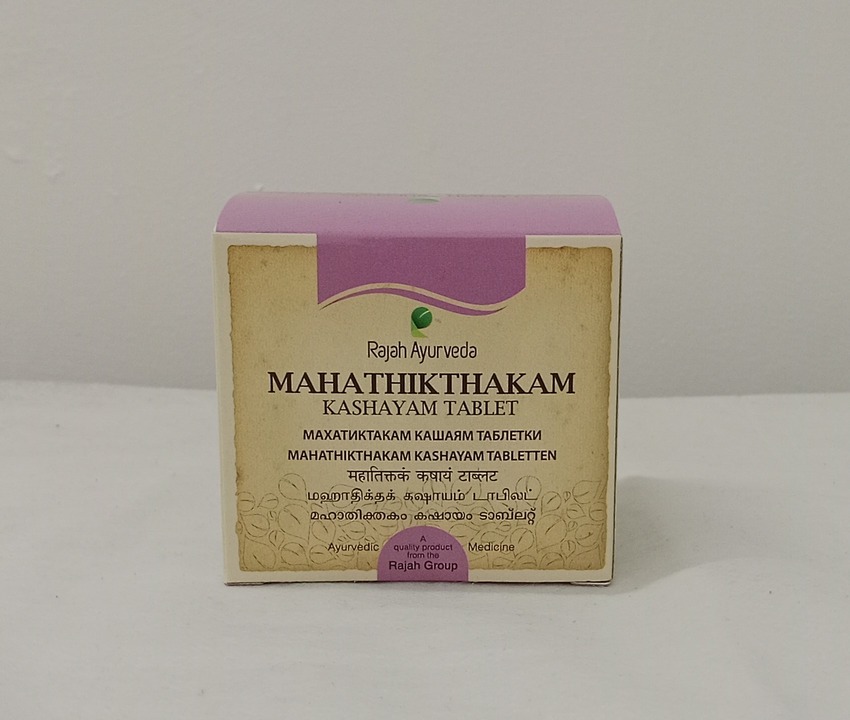 Rajah Ayurveda
MAHATHIKTHAKAM
KASHAYAM TABLET
МАХАТИКТАКАМ КАШАЯМ ТАБЛЕТКИ
MAHATHIKTHAKAM KASHAYAM TABLETTEN
महातिक्तकं कषायं टाब्लट
மஹாதிக்தக் கஷாயம் டாபிலட்
മഹാതിക്തകം കഷായം ടാബ്‌ലറ്റ്
Ayurvedic Medicine
A
quality product
from the
Rajah Group